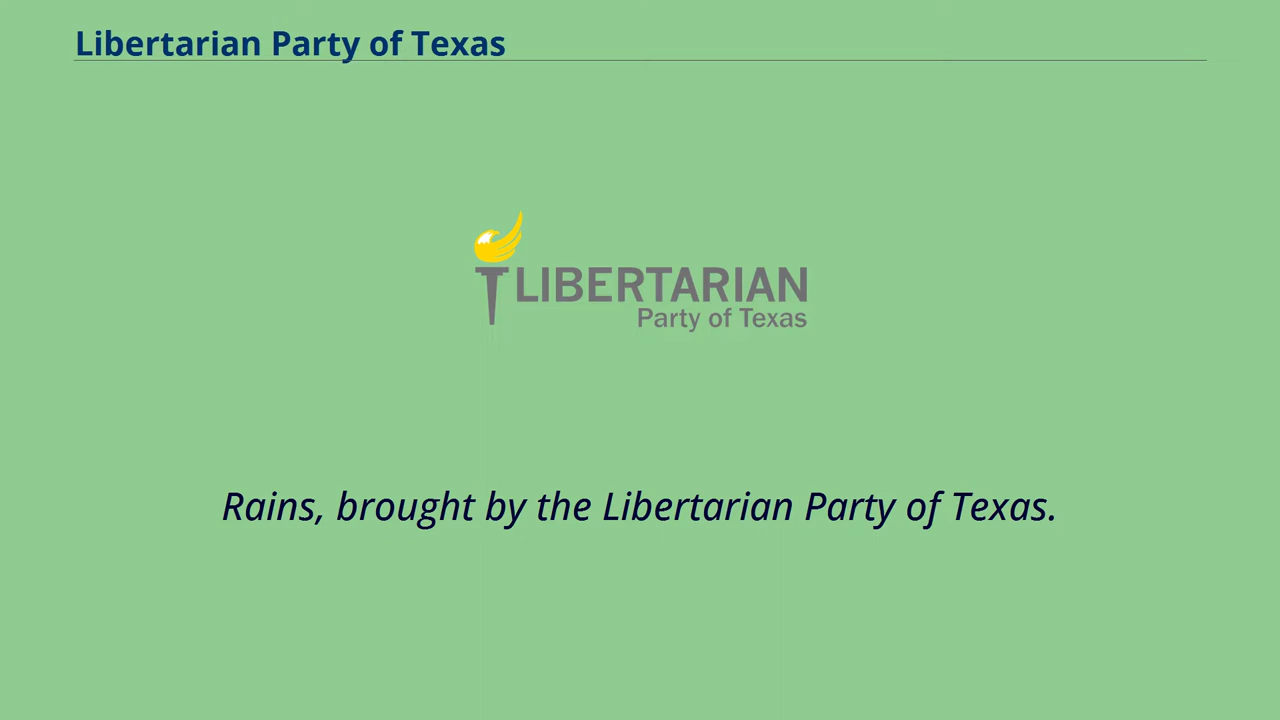 Libertarian Party of Texas
LIBERTARIAN
Party of Texas
Rains, brought by the Libertarian Party of Texas.